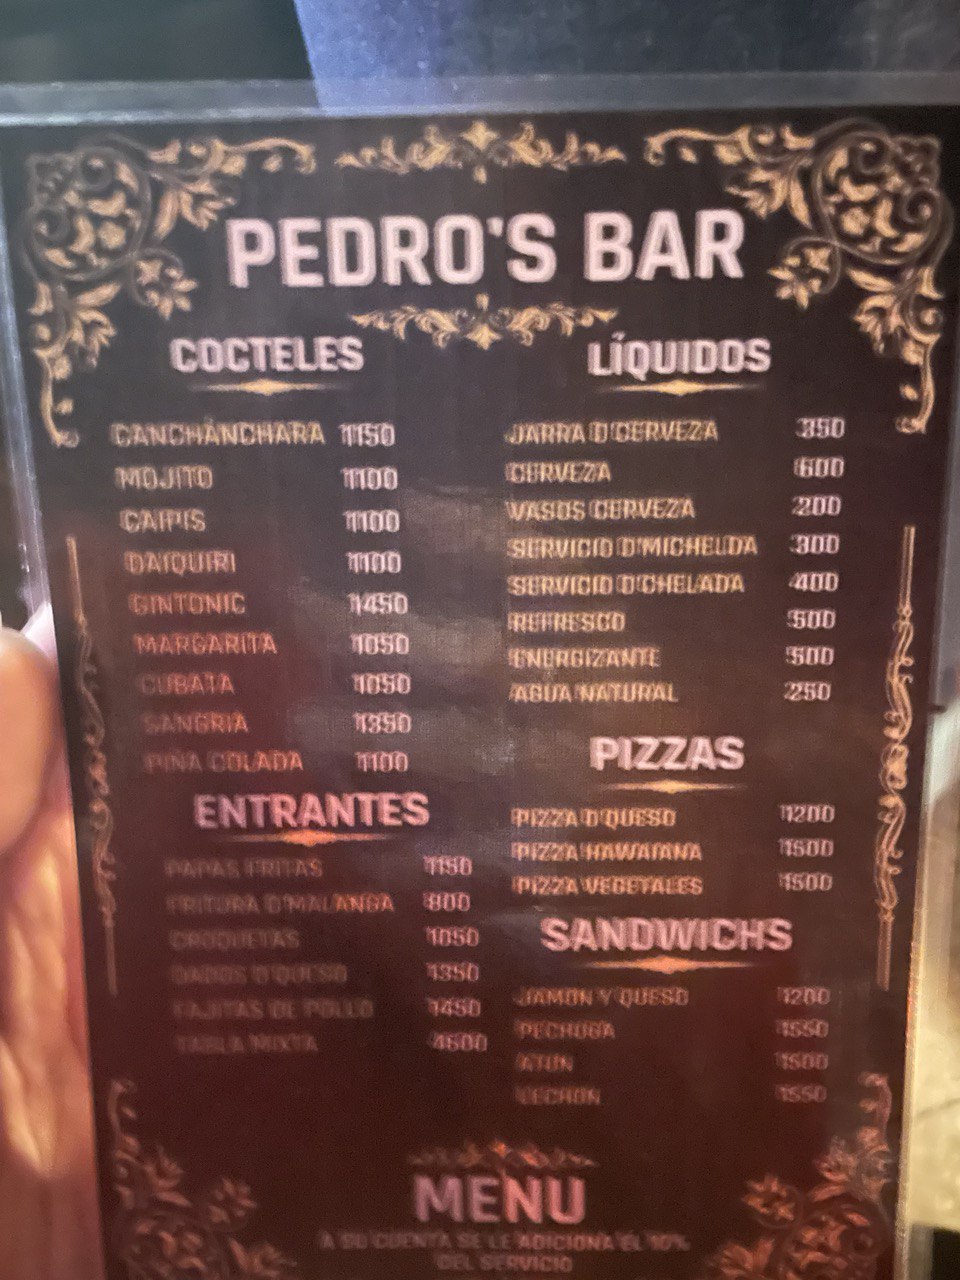 PEDRO'S BAR
COCTELES
CANCHÁNCHARA 1150
MOJITO 1100
CAIPIS 1100
DAIQUIRI 1100
GINTONIC 1450
MARGARITA 1050
CUBATA 1050
SANGRIA 1350
PIÑA COLADA 1100
ENTRANTES
PAPAS FRITAS 1150
FRITURA D'MALANGA 800
CROQUETAS 1050
DADOS D'QUESO 1350
FAJITAS DE POLLO 1450
TABLA MIXTA 4600
LÍQUIDOS
JARRA D'CERVEZA 350
CERVEZA 600
VASOS CERVEZA 200
SERVICIO D'MICHELDA 300
SERVICIO D'CHELADA 400
REFRESCO 500
ENERGIZANTE 500
AGUA NATURAL 250
PIZZAS
PIZZA D'QUESO 1200
PIZZA HAWAIANA 1500
PIZZA VEGETALES 1500
SANDWICHS
JAMON Y QUESO 1200
PECHUGA 1550
ATUN 1500
LECHON 1550
MENU
A SU CUENTA SE LE ADICIONA EL 10%
DEL SERVICIO